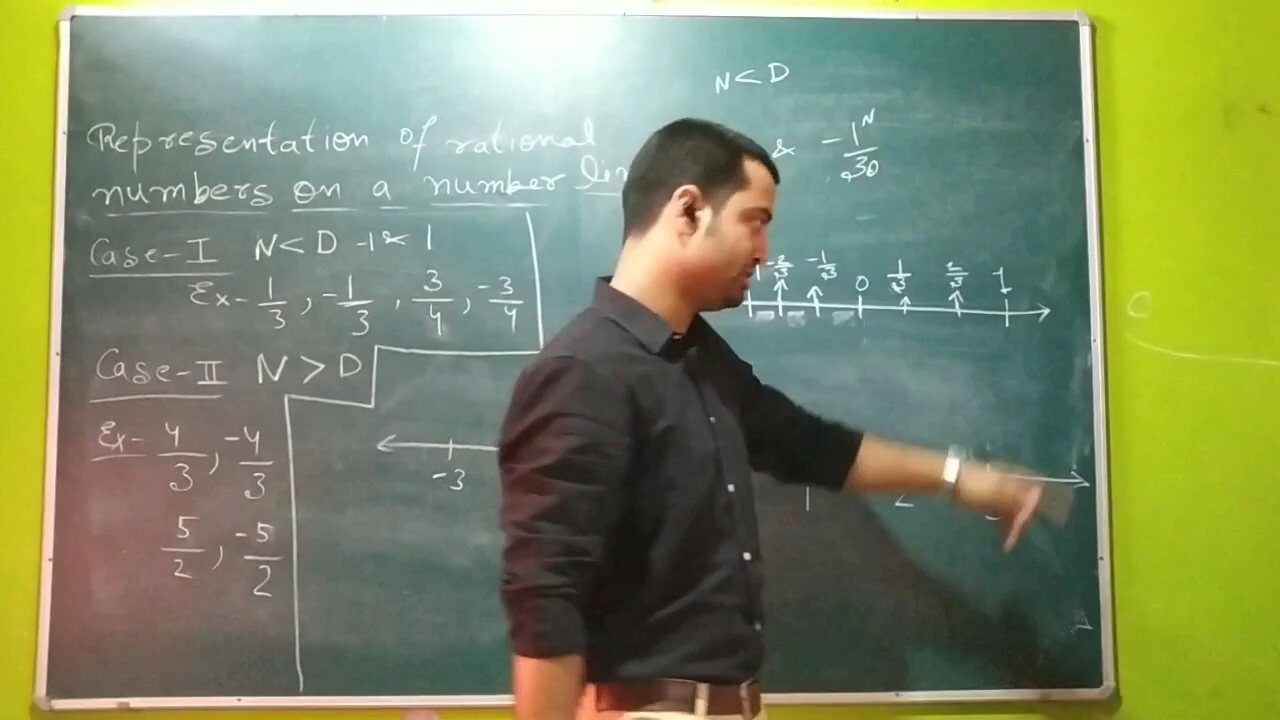 N < D
Representation of rational
numbers on a number
& -1/3 N D
Case-I N < D -1 & 1
Ex - 1/3, -1/3, 3/4, -3/4
-2/3 -1/3 0 1/3 2/3 1
Case-II N > D
Ex- 4/3, -4/3
-3 1 2
5/2, -5/2